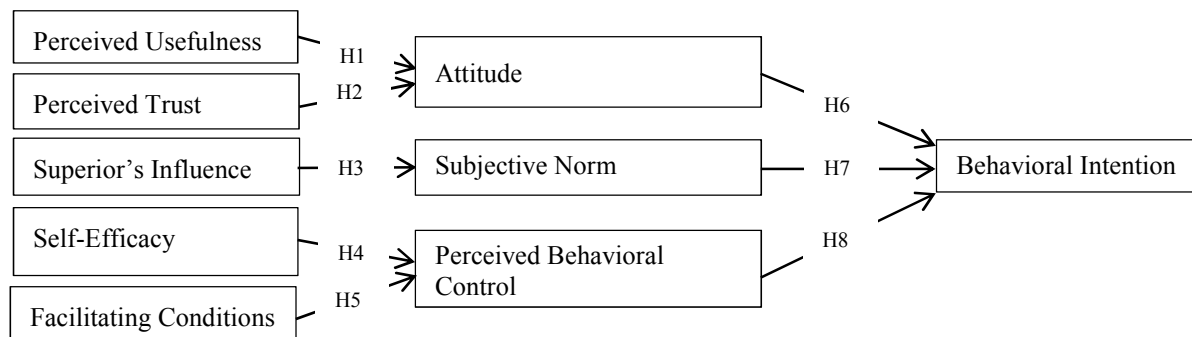 Perceived Usefulness
H1
Attitude
H2
Perceived Trust
H6
Superior’s Influence
H3
Subjective Norm
H7
Behavioral Intention
Self-Efficacy
H4
Perceived Behavioral
Control
H8
H5
Facilitating Conditions